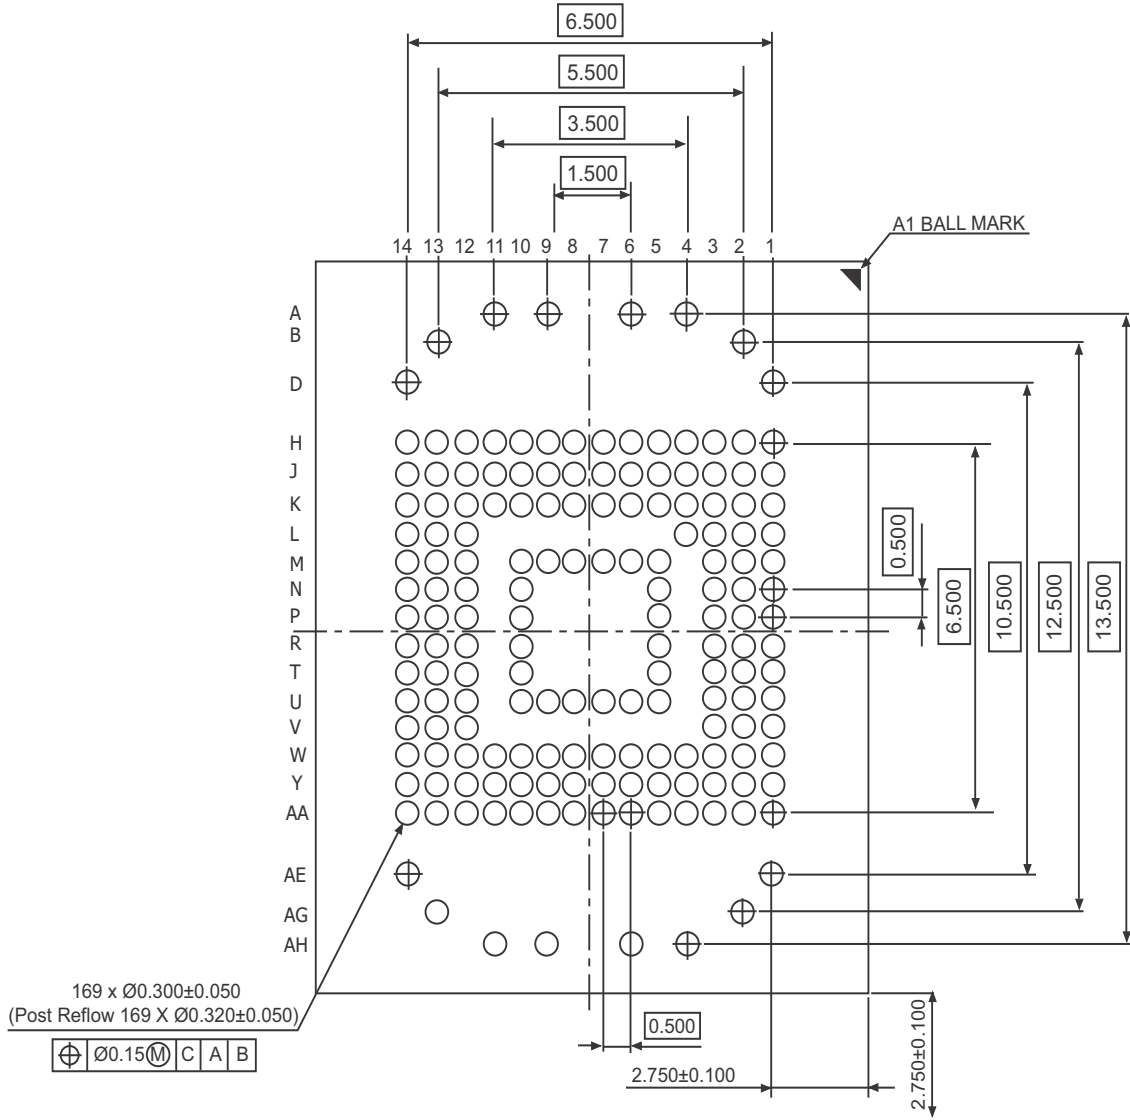 6.500
5.500
3.500
1.500
A1 BALL MARK
14 13 12 11 10 9 8 7 6 5 4 3 2 1
A
B
D
H
J
K
L
M
N
P
R
T
U
V
W
Y
AA
AE
AG
AH
0.500
6.500
10.500
12.500
13.500
169 x Ø0.300±0.050
(Post Reflow 169 X Ø0.320±0.050)
⌖ Ø0.15Ⓜ C A B
0.500
2.750±0.100
2.750±0.100